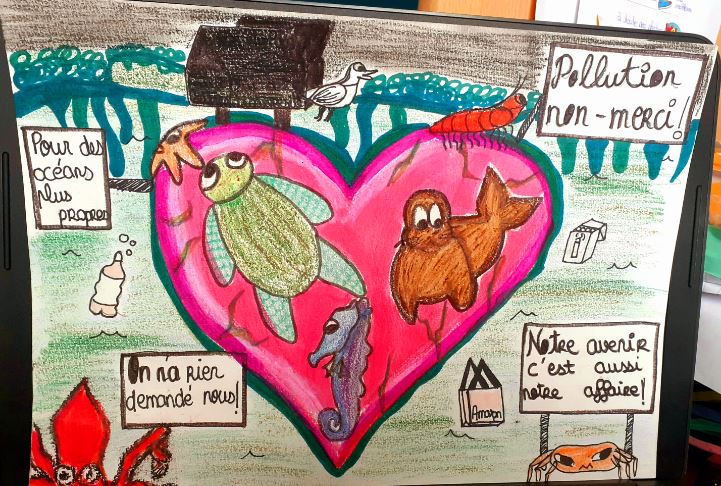 Pollution
non-merci!
Pour des
océans
plus
propres
On n'a rien
demandé nous!
Notre avenir
c'est aussi
notre affaire!
Amazon